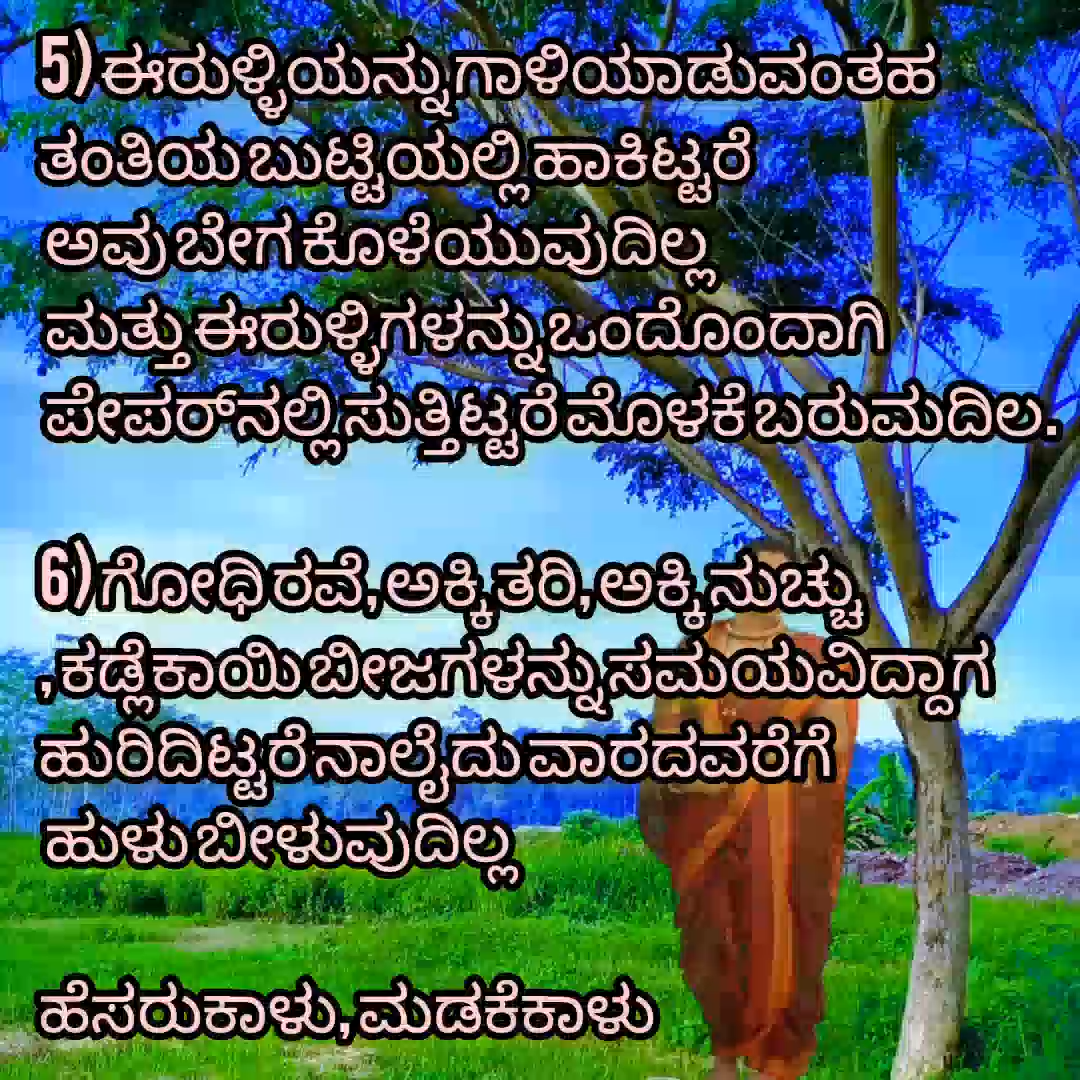 5) ಈರುಳ್ಳಿಯನ್ನು ಗಾಳಿಯಾಡುವಂತಹ
ತಂತಿಯ ಬುಟ್ಟಿಯಲ್ಲಿ ಹಾಕಿಟ್ಟರೆ
ಅವು ಬೇಗ ಕೊಳೆಯುವುದಿಲ್ಲ
ಮತ್ತು ಈರುಳ್ಳಿಗಳನ್ನು ಒಂದೊಂದಾಗಿ
ಪೇಪರ್‌ನಲ್ಲಿ ಸುತ್ತಿಟ್ಟರೆ ಮೊಳಕೆ ಬರುಮದಿಲ.
6) ಗೋಧಿ ರವೆ, ಅಕ್ಕಿ ತರಿ, ಅಕ್ಕಿ ನುಚ್ಚು
, ಕಡ್ಲೆಕಾಯಿ ಬೀಜಗಳನ್ನು ಸಮಯವಿದ್ದಾಗ
ಹುರಿದಿಟ್ಟರೆ ನಾಲೈದು ವಾರದವರೆಗೆ
ಹುಳು ಬೀಳುವುದಿಲ್ಲ
ಹೆಸರುಕಾಳು, ಮಡಕೆಕಾಳು